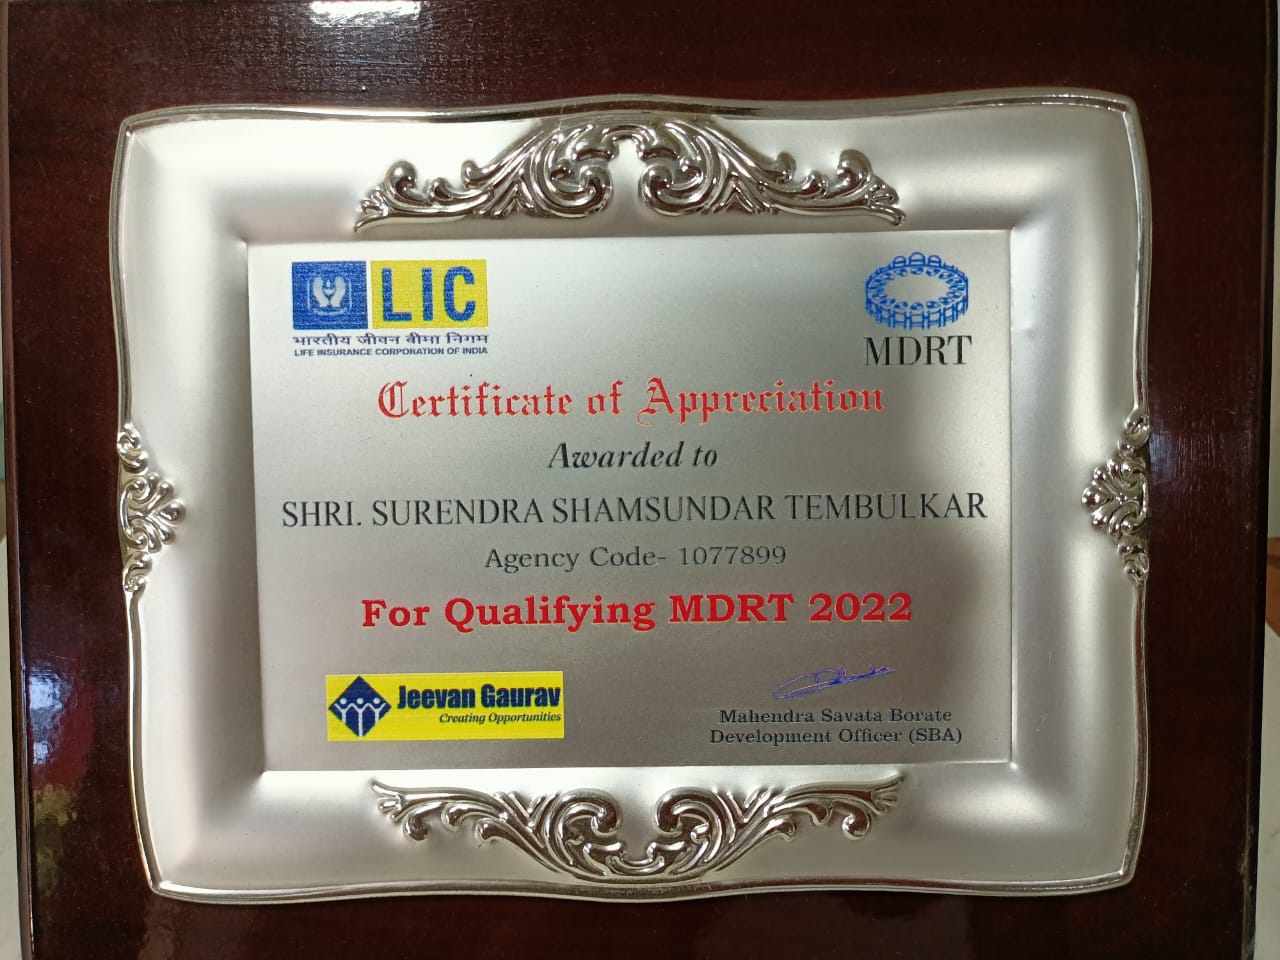 LIC
भारतीय जीवन बीमा निगम
LIFE INSURANCE CORPORATION OF INDIA
MDRT
Certificate of Appreciation
Awarded to
SHRI. SURENDRA SHAMSUNDAR TEMBULKAR
Agency Code- 1077899
For Qualifying MDRT 2022
Jeevan Gaurav
Creating Opportunities
Mahendra Savata Borate
Development Officer (SBA)